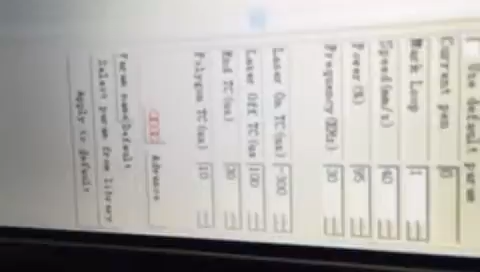 Use default param
Current pen 0
Mark Loop 1
Speed(mm/s) 40
Power(%) 95
Frequency(KHz) 30
Laser On TC(us) -300
Laser Off TC(us 100
End TC(us) 300
Polygon TC(us) 10
Advance
Param name Default
Select param from library
Apply to default